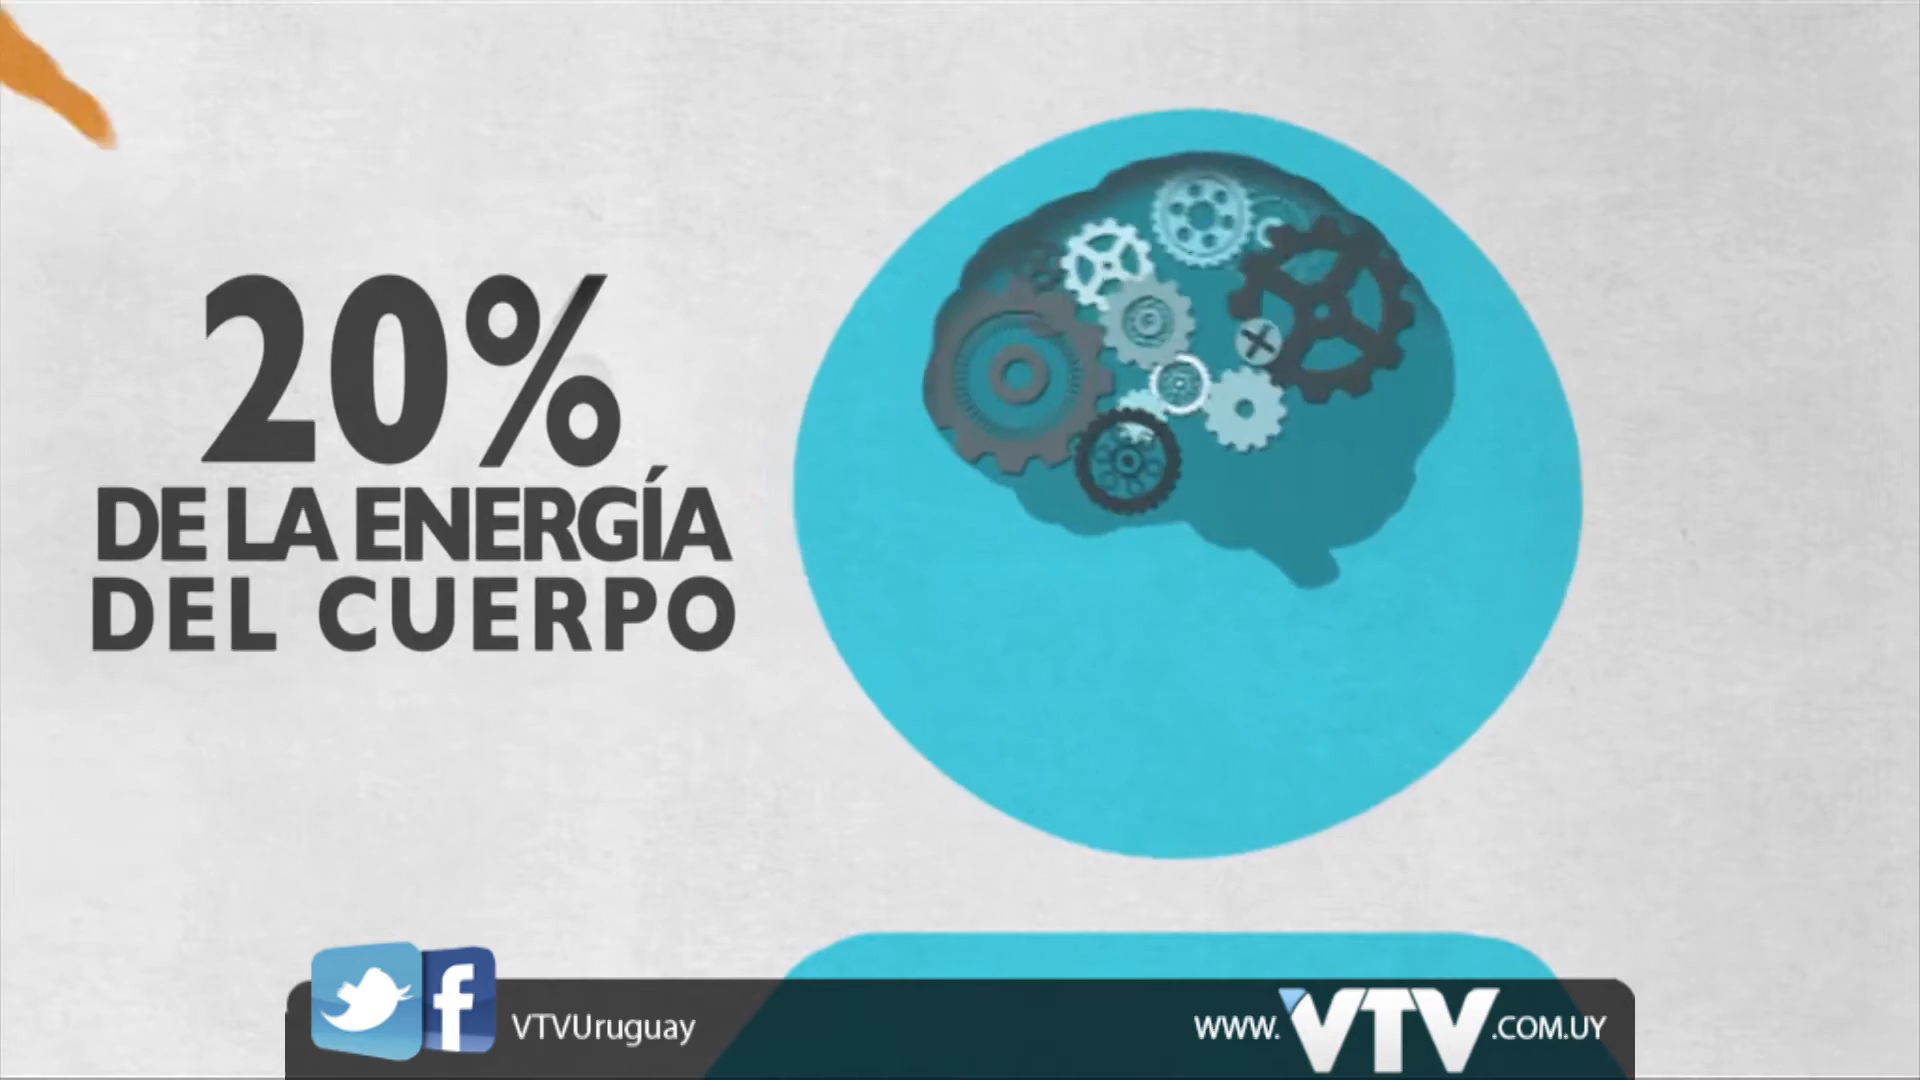 20%
DE LA ENERGÍA
DEL CUERPO
VTVUruguay
WWW.VTV.COM.UY